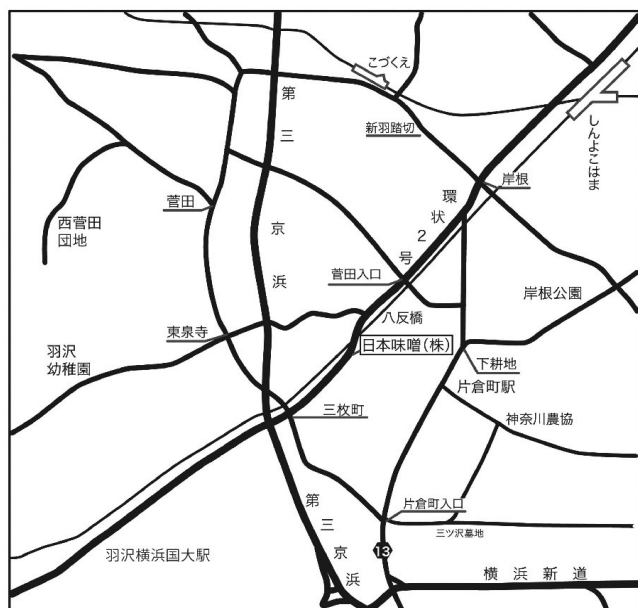 こづくえ
第三京浜
新羽踏切
しんよこはま
岸根
環状2号
菅田
西菅田
団地
菅田入口
岸根公園
八反橋
東泉寺
日本味噌(株)
羽沢
幼稚園
下耕地
片倉町駅
三枚町
神奈川農協
片倉町入口
第三京浜
三ツ沢墓地
13
羽沢横浜国大駅
横浜新道